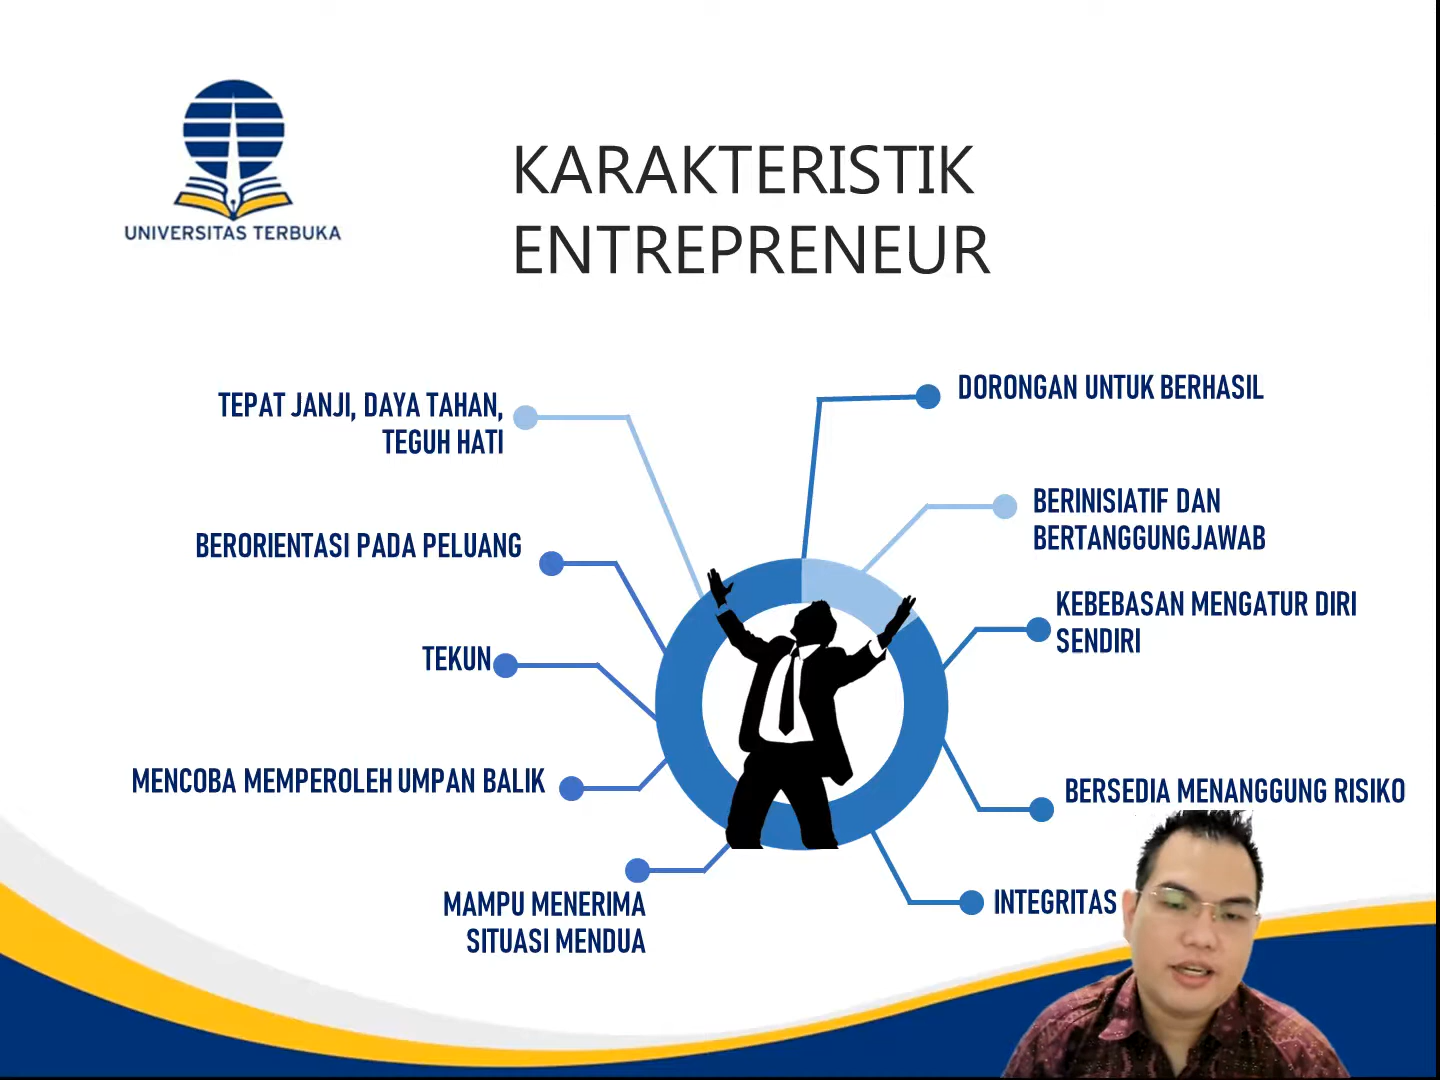 UNIVERSITAS TERBUKA
KARAKTERISTIK
ENTREPRENEUR
TEPAT JANJI, DAYA TAHAN,
TEGUH HATI
BERORIENTASI PADA PELUANG
TEKUN
MENCOBA MEMPEROLEH UMPAN BALIK
MAMPU MENERIMA
SITUASI MENDUA
DORONGAN UNTUK BERHASIL
BERINISIATIF DAN
BERTANGGUNGJAWAB
KEBEBASAN MENGATUR DIRI
SENDIRI
BERSEDIA MENANGGUNG RISIKO
INTEGRITAS